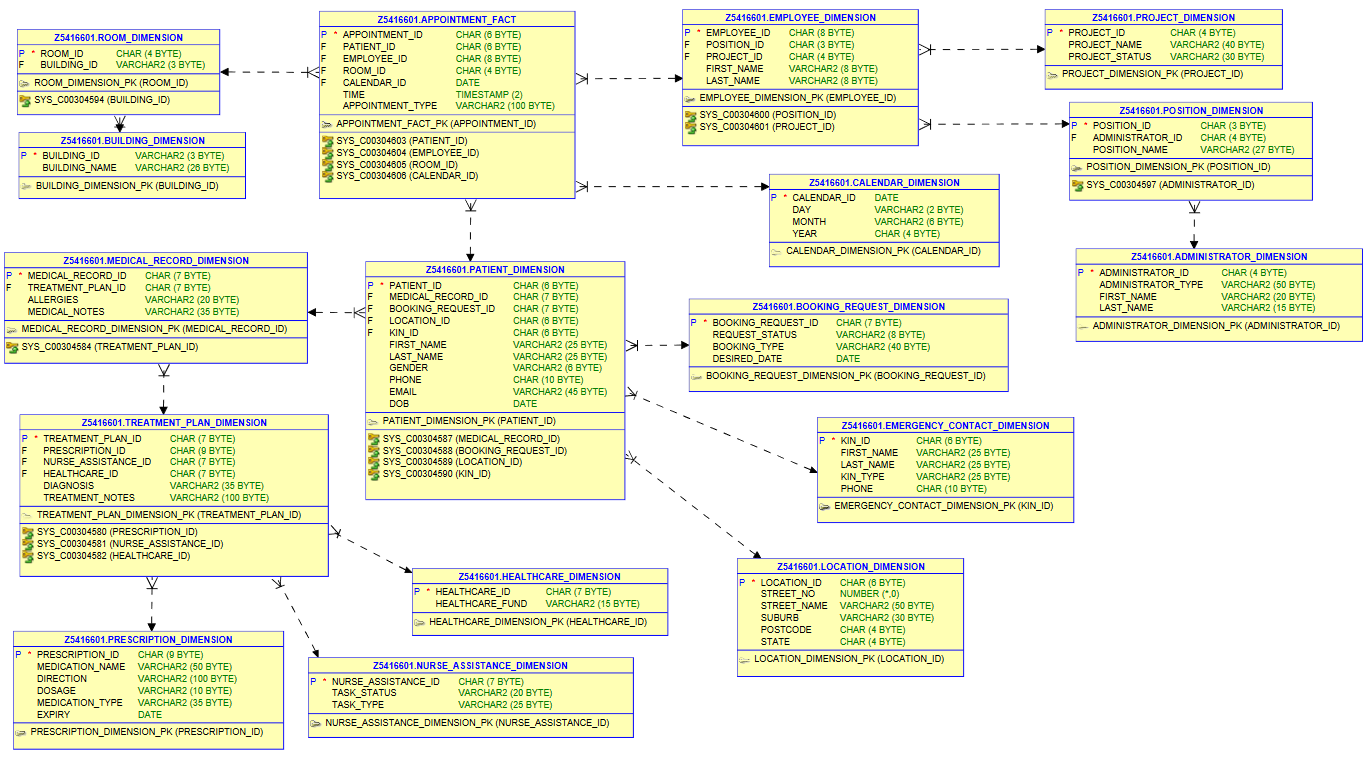 Z5416601.ROOM_DIMENSION
P * ROOM_ID CHAR (4 BYTE)
F BUILDING_ID VARCHAR2 (3 BYTE)
ROOM_DIMENSION_PK (ROOM_ID)
SYS_C00304594 (BUILDING_ID)
Z5416601.BUILDING_DIMENSION
P * BUILDING_ID VARCHAR2 (3 BYTE)
BUILDING_NAME VARCHAR2 (26 BYTE)
BUILDING_DIMENSION_PK (BUILDING_ID)
Z5416601.APPOINTMENT_FACT
P * APPOINTMENT_ID CHAR (6 BYTE)
F PATIENT_ID CHAR (6 BYTE)
F EMPLOYEE_ID CHAR (8 BYTE)
F ROOM_ID CHAR (4 BYTE)
F CALENDAR_ID DATE
TIME TIMESTAMP (2)
APPOINTMENT_TYPE VARCHAR2 (100 BYTE)
APPOINTMENT_FACT_PK (APPOINTMENT_ID)
SYS_C00304603 (PATIENT_ID)
SYS_C00304604 (EMPLOYEE_ID)
SYS_C00304605 (ROOM_ID)
SYS_C00304606 (CALENDAR_ID)
Z5416601.EMPLOYEE_DIMENSION
P * EMPLOYEE_ID CHAR (8 BYTE)
F POSITION_ID CHAR (3 BYTE)
F PROJECT_ID CHAR (4 BYTE)
FIRST_NAME VARCHAR2 (8 BYTE)
LAST_NAME VARCHAR2 (8 BYTE)
EMPLOYEE_DIMENSION_PK (EMPLOYEE_ID)
SYS_C00304600 (POSITION_ID)
SYS_C00304601 (PROJECT_ID)
Z5416601.PROJECT_DIMENSION
P * PROJECT_ID CHAR (4 BYTE)
PROJECT_NAME VARCHAR2 (40 BYTE)
PROJECT_STATUS VARCHAR2 (30 BYTE)
PROJECT_DIMENSION_PK (PROJECT_ID)
Z5416601.POSITION_DIMENSION
P * POSITION_ID CHAR (3 BYTE)
F ADMINISTRATOR_ID CHAR (4 BYTE)
POSITION_NAME VARCHAR2 (27 BYTE)
POSITION_DIMENSION_PK (POSITION_ID)
SYS_C00304597 (ADMINISTRATOR_ID)
Z5416601.CALENDAR_DIMENSION
P * CALENDAR_ID DATE
DAY VARCHAR2 (2 BYTE)
MONTH VARCHAR2 (6 BYTE)
YEAR CHAR (4 BYTE)
CALENDAR_DIMENSION_PK (CALENDAR_ID)
Z5416601.ADMINISTRATOR_DIMENSION
P * ADMINISTRATOR_ID CHAR (4 BYTE)
ADMINISTRATOR_TYPE VARCHAR2 (50 BYTE)
FIRST_NAME VARCHAR2 (20 BYTE)
LAST_NAME VARCHAR2 (15 BYTE)
ADMINISTRATOR_DIMENSION_PK (ADMINISTRATOR_ID)
Z5416601.MEDICAL_RECORD_DIMENSION
P * MEDICAL_RECORD_ID CHAR (7 BYTE)
F TREATMENT_PLAN_ID CHAR (7 BYTE)
ALLERGIES VARCHAR2 (20 BYTE)
MEDICAL_NOTES VARCHAR2 (35 BYTE)
MEDICAL_RECORD_DIMENSION_PK (MEDICAL_RECORD_ID)
SYS_C00304584 (TREATMENT_PLAN_ID)
Z5416601.PATIENT_DIMENSION
P * PATIENT_ID CHAR (6 BYTE)
F MEDICAL_RECORD_ID CHAR (7 BYTE)
F BOOKING_REQUEST_ID CHAR (7 BYTE)
F LOCATION_ID CHAR (6 BYTE)
F KIN_ID CHAR (6 BYTE)
FIRST_NAME VARCHAR2 (25 BYTE)
LAST_NAME VARCHAR2 (25 BYTE)
GENDER VARCHAR2 (6 BYTE)
PHONE CHAR (10 BYTE)
EMAIL VARCHAR2 (45 BYTE)
DOB DATE
PATIENT_DIMENSION_PK (PATIENT_ID)
SYS_C00304587 (MEDICAL_RECORD_ID)
SYS_C00304588 (BOOKING_REQUEST_ID)
SYS_C00304589 (LOCATION_ID)
SYS_C00304590 (KIN_ID)
Z5416601.BOOKING_REQUEST_DIMENSION
P * BOOKING_REQUEST_ID CHAR (7 BYTE)
REQUEST_STATUS VARCHAR2 (8 BYTE)
BOOKING_TYPE VARCHAR2 (40 BYTE)
DESIRED_DATE DATE
BOOKING_REQUEST_DIMENSION_PK (BOOKING_REQUEST_ID)
Z5416601.EMERGENCY_CONTACT_DIMENSION
P * KIN_ID CHAR (6 BYTE)
FIRST_NAME VARCHAR2 (25 BYTE)
LAST_NAME VARCHAR2 (25 BYTE)
KIN_TYPE VARCHAR2 (25 BYTE)
PHONE CHAR (10 BYTE)
EMERGENCY_CONTACT_DIMENSION_PK (KIN_ID)
Z5416601.TREATMENT_PLAN_DIMENSION
P * TREATMENT_PLAN_ID CHAR (7 BYTE)
F PRESCRIPTION_ID CHAR (9 BYTE)
F NURSE_ASSISTANCE_ID CHAR (7 BYTE)
F HEALTHCARE_ID CHAR (7 BYTE)
DIAGNOSIS VARCHAR2 (35 BYTE)
TREATMENT_NOTES VARCHAR2 (100 BYTE)
TREATMENT_PLAN_DIMENSION_PK (TREATMENT_PLAN_ID)
SYS_C00304580 (PRESCRIPTION_ID)
SYS_C00304581 (NURSE_ASSISTANCE_ID)
SYS_C00304582 (HEALTHCARE_ID)
Z5416601.HEALTHCARE_DIMENSION
P * HEALTHCARE_ID CHAR (7 BYTE)
HEALTHCARE_FUND VARCHAR2 (15 BYTE)
HEALTHCARE_DIMENSION_PK (HEALTHCARE_ID)
Z5416601.LOCATION_DIMENSION
P * LOCATION_ID CHAR (6 BYTE)
STREET_NO NUMBER (*,0)
STREET_NAME VARCHAR2 (50 BYTE)
SUBURB VARCHAR2 (30 BYTE)
POSTCODE CHAR (4 BYTE)
STATE CHAR (4 BYTE)
LOCATION_DIMENSION_PK (LOCATION_ID)
Z5416601.PRESCRIPTION_DIMENSION
P * PRESCRIPTION_ID CHAR (9 BYTE)
MEDICATION_NAME VARCHAR2 (50 BYTE)
DIRECTION VARCHAR2 (100 BYTE)
DOSAGE VARCHAR2 (10 BYTE)
MEDICATION_TYPE VARCHAR2 (35 BYTE)
EXPIRY DATE
PRESCRIPTION_DIMENSION_PK (PRESCRIPTION_ID)
Z5416601.NURSE_ASSISTANCE_DIMENSION
P * NURSE_ASSISTANCE_ID CHAR (7 BYTE)
TASK_STATUS VARCHAR2 (20 BYTE)
TASK_TYPE VARCHAR2 (25 BYTE)
NURSE_ASSISTANCE_DIMENSION_PK (NURSE_ASSISTANCE_ID)